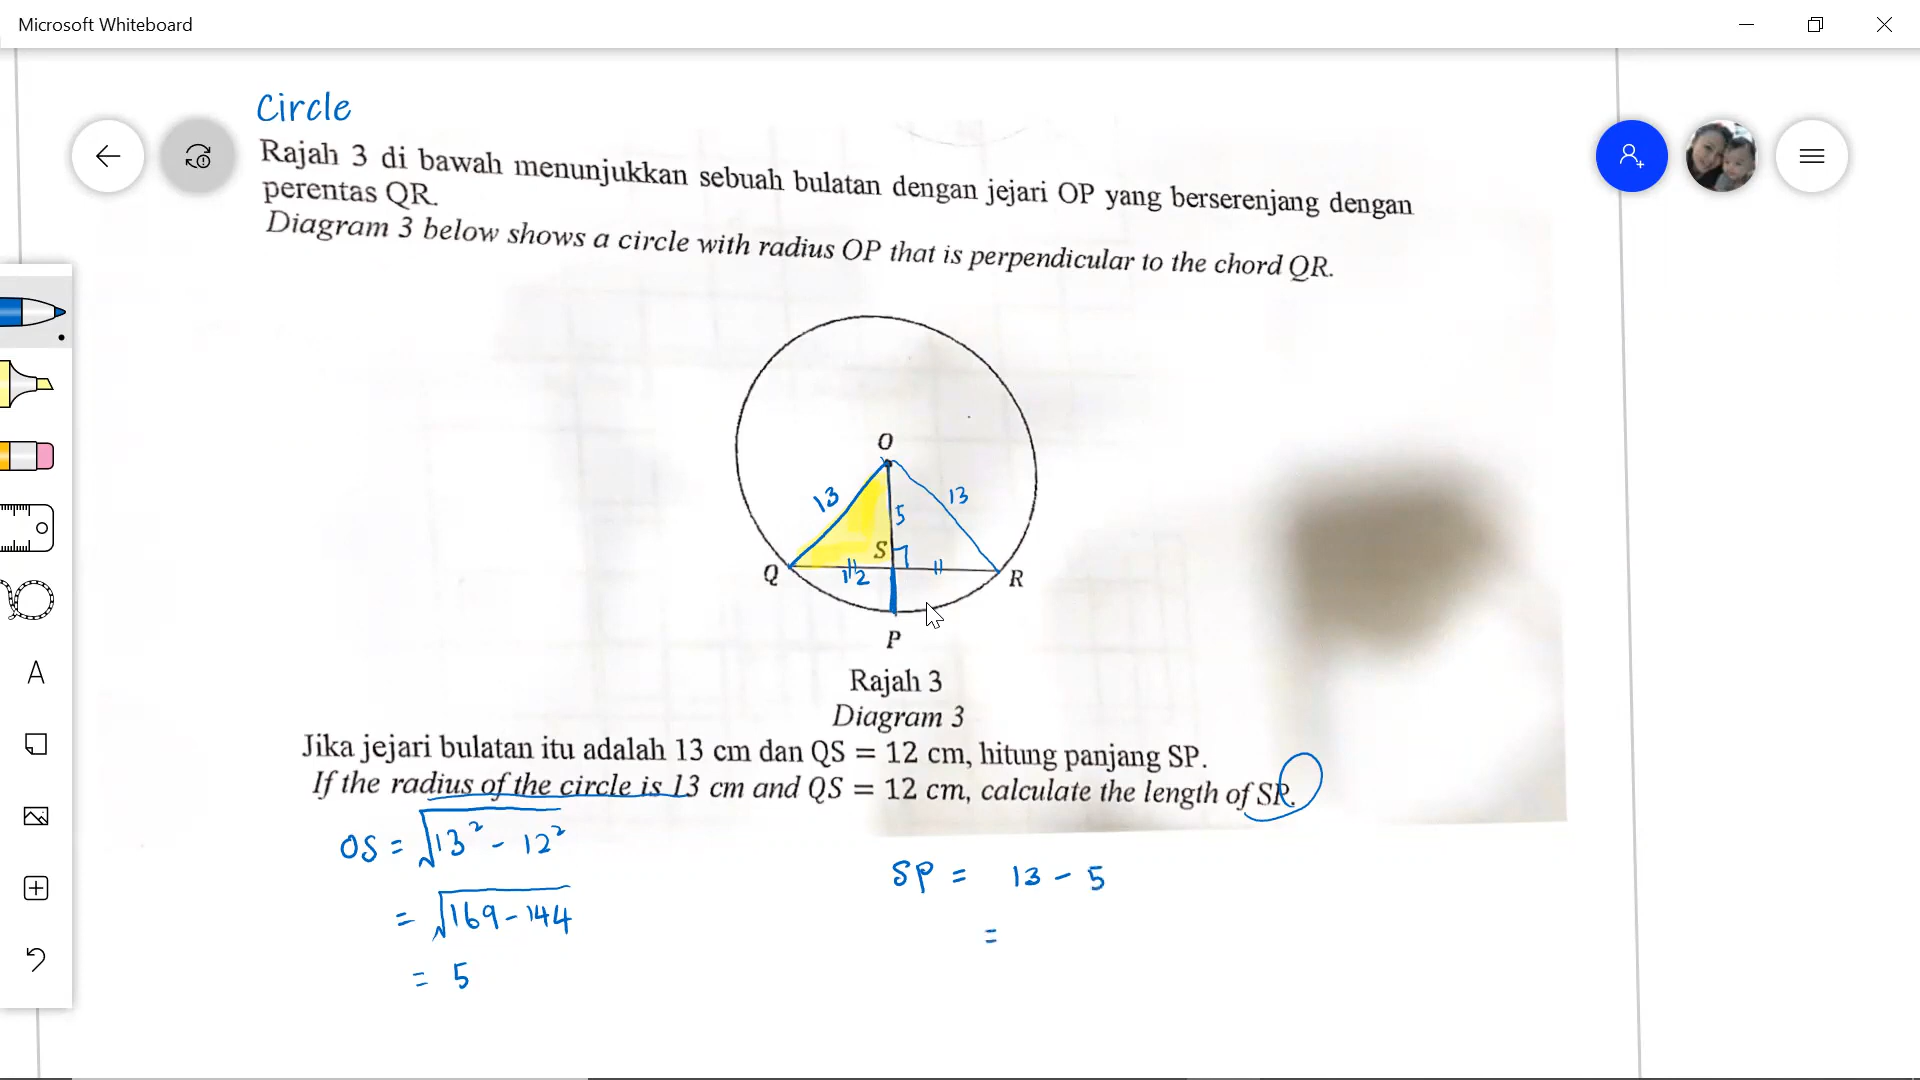 Microsoft Whiteboard
Circle
Rajah 3 di bawah menunjukkan sebuah bulatan dengan jejari OP yang berserenjang dengan
perentas QR.
Diagram 3 below shows a circle with radius OP that is perpendicular to the chord QR.
O
13
5
13
S
Q
12
R
P
Rajah 3
Diagram 3
Jika jejari bulatan itu adalah 13 cm dan QS = 12 cm, hitung panjang SP.
If the radius of the circle is 13 cm and QS = 12 cm, calculate the length of SP.
OS = √13² - 12²
SP = 13 - 5
= √169 - 144
=
= 5
A